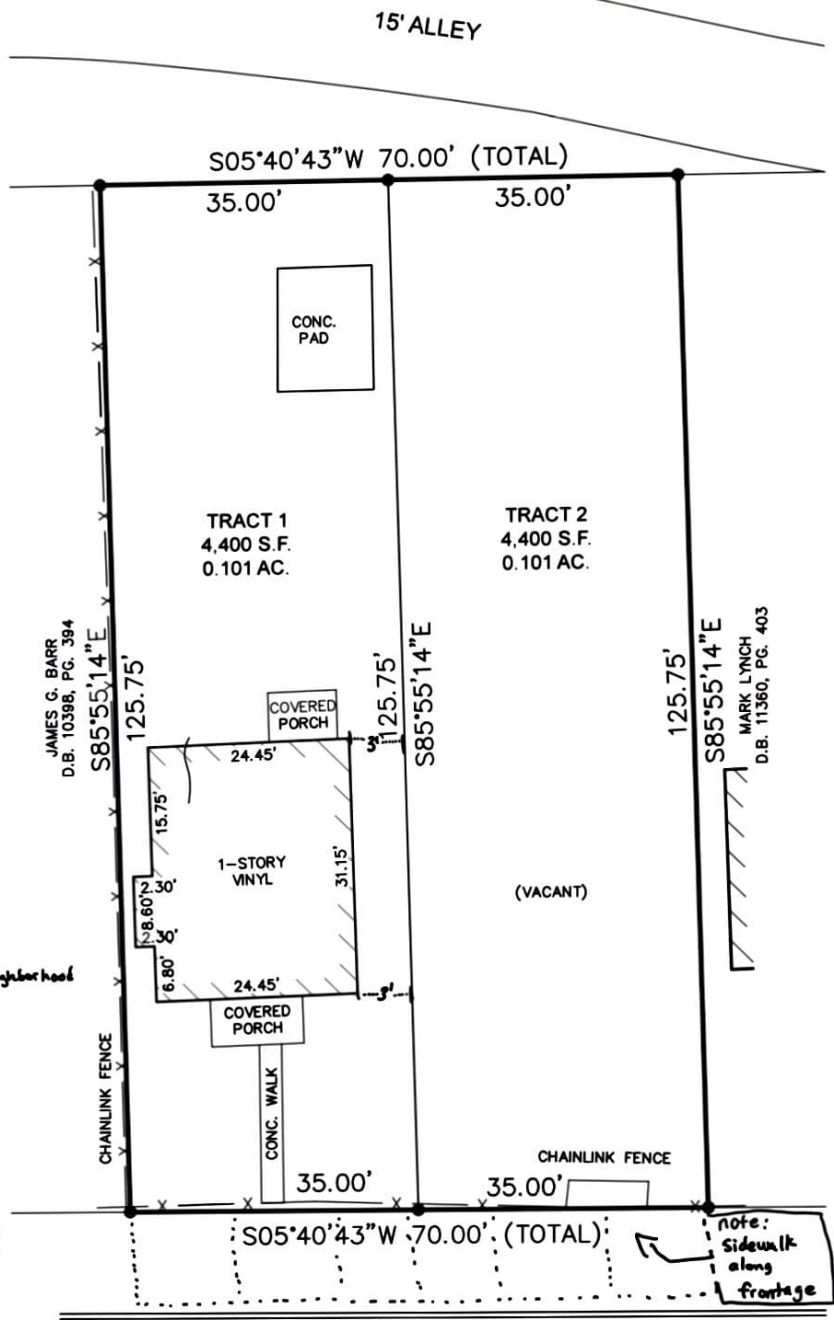 15' ALLEY
S05°40'43"W 70.00' (TOTAL)
35.00'
35.00'
CONC.
PAD
TRACT 1
4,400 S.F.
0.101 AC.
TRACT 2
4,400 S.F.
0.101 AC.
JAMES G. BARR
D.B. 10398, PG. 394
S85°55'14"E
125.75'
125.75'
S85°55'14"E
125.75'
S85°55'14"E
MARK LYNCH
D.B. 11360, PG. 403
COVERED
PORCH
24.45'
3'
15.75'
1-STORY
VINYL
31.15'
2.30'
8.60'
2.30'
6.80'
24.45'
3'
(VACANT)
COVERED
PORCH
CONC. WALK
CHAINLINK FENCE
CHAINLINK FENCE
35.00'
35.00'
S05°40'43"W 70.00' (TOTAL)
note:
Sidewalk
along
frontage